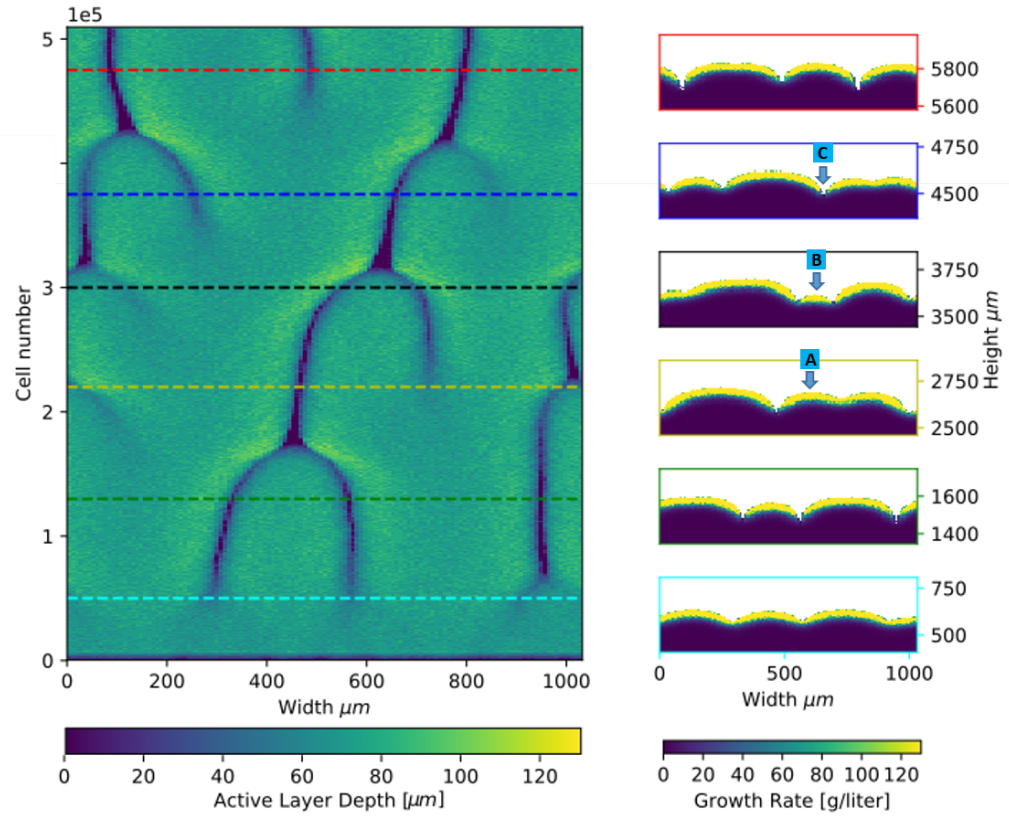 1e5
5
3
2
1
0
Cell number
0 200 400 600 800 1000
Width μm
0 20 40 60 80 100 120
Active Layer Depth [μm]
5800
5600
C
4750
4500
B
3750
3500
A
2750
2500
1600
1400
750
500
Height μm
0 500 1000
Width μm
0 20 40 60 80 100 120
Growth Rate [g/liter]